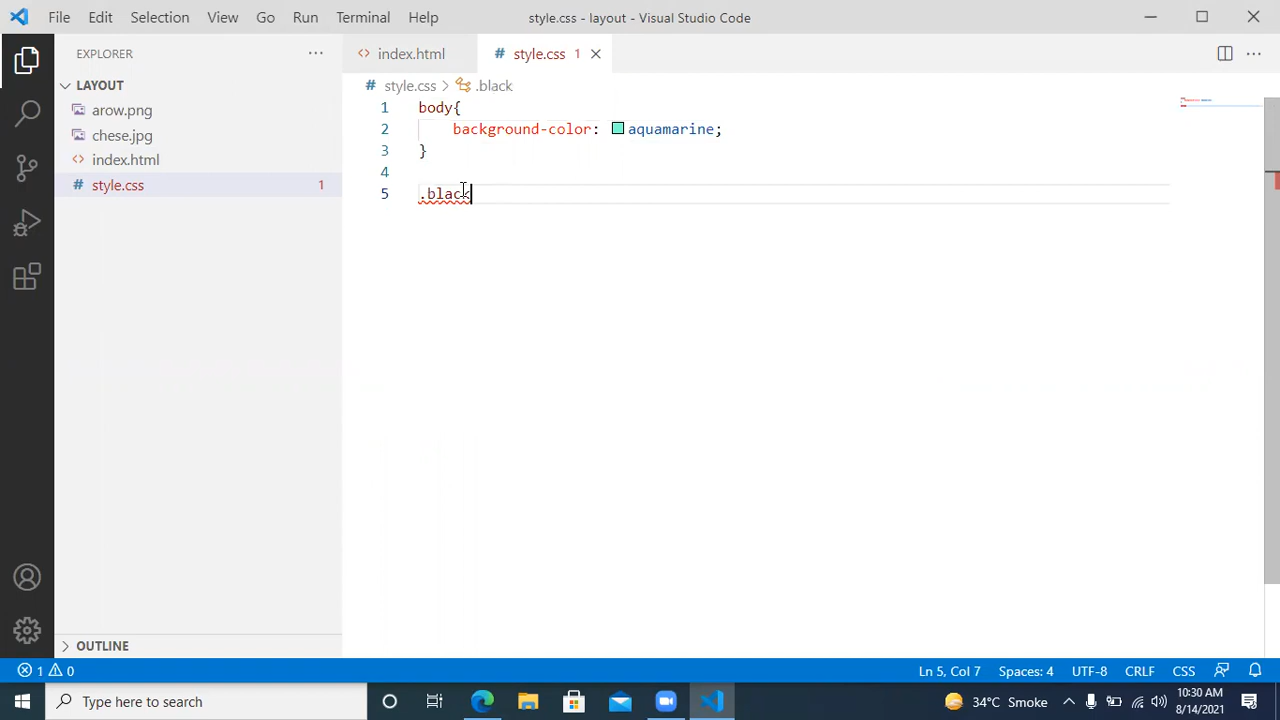 File Edit Selection View Go Run Terminal Help
style.css - layout - Visual Studio Code
EXPLORER
LAYOUT
arow.png
chese.jpg
index.html
style.css 1
OUTLINE
index.html
style.css 1
style.css > .black
1 body{
2 background-color: aquamarine;
3 }
4
5 .black
1 0
Ln 5, Col 7 Spaces: 4 UTF-8 CRLF CSS
Type here to search
34°C Smoke
10:30 AM
8/14/2021